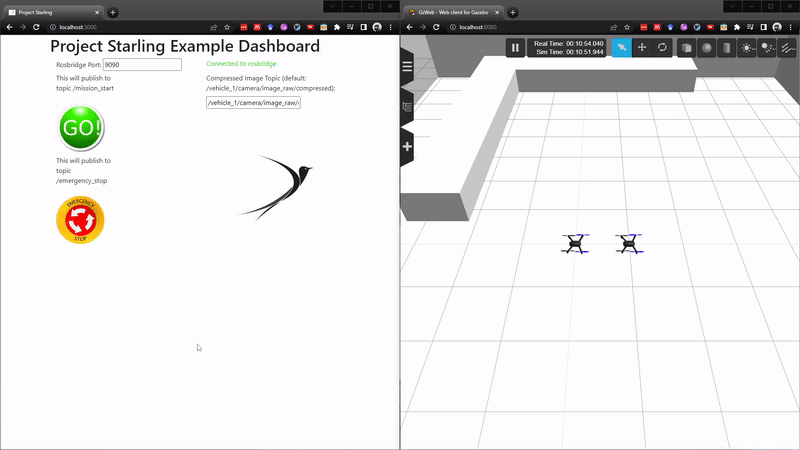 Project Starling
localhost:3000
Project Starling Example Dashboard
Rosbridge Port: 9090
Connected to rosbridge
This will publish to
topic /mission_start
Compressed Image Topic (default:
/vehicle_1/camera/image_raw/compressed):
/vehicle_1/camera/image_raw/
GO!
This will publish to
topic
/emergency_stop
EMERGENCY
STOP
GzWeb - Web client for Gazebo
localhost:8080
Real Time: 00:10:54.040
Sim Time: 00:10:51.944